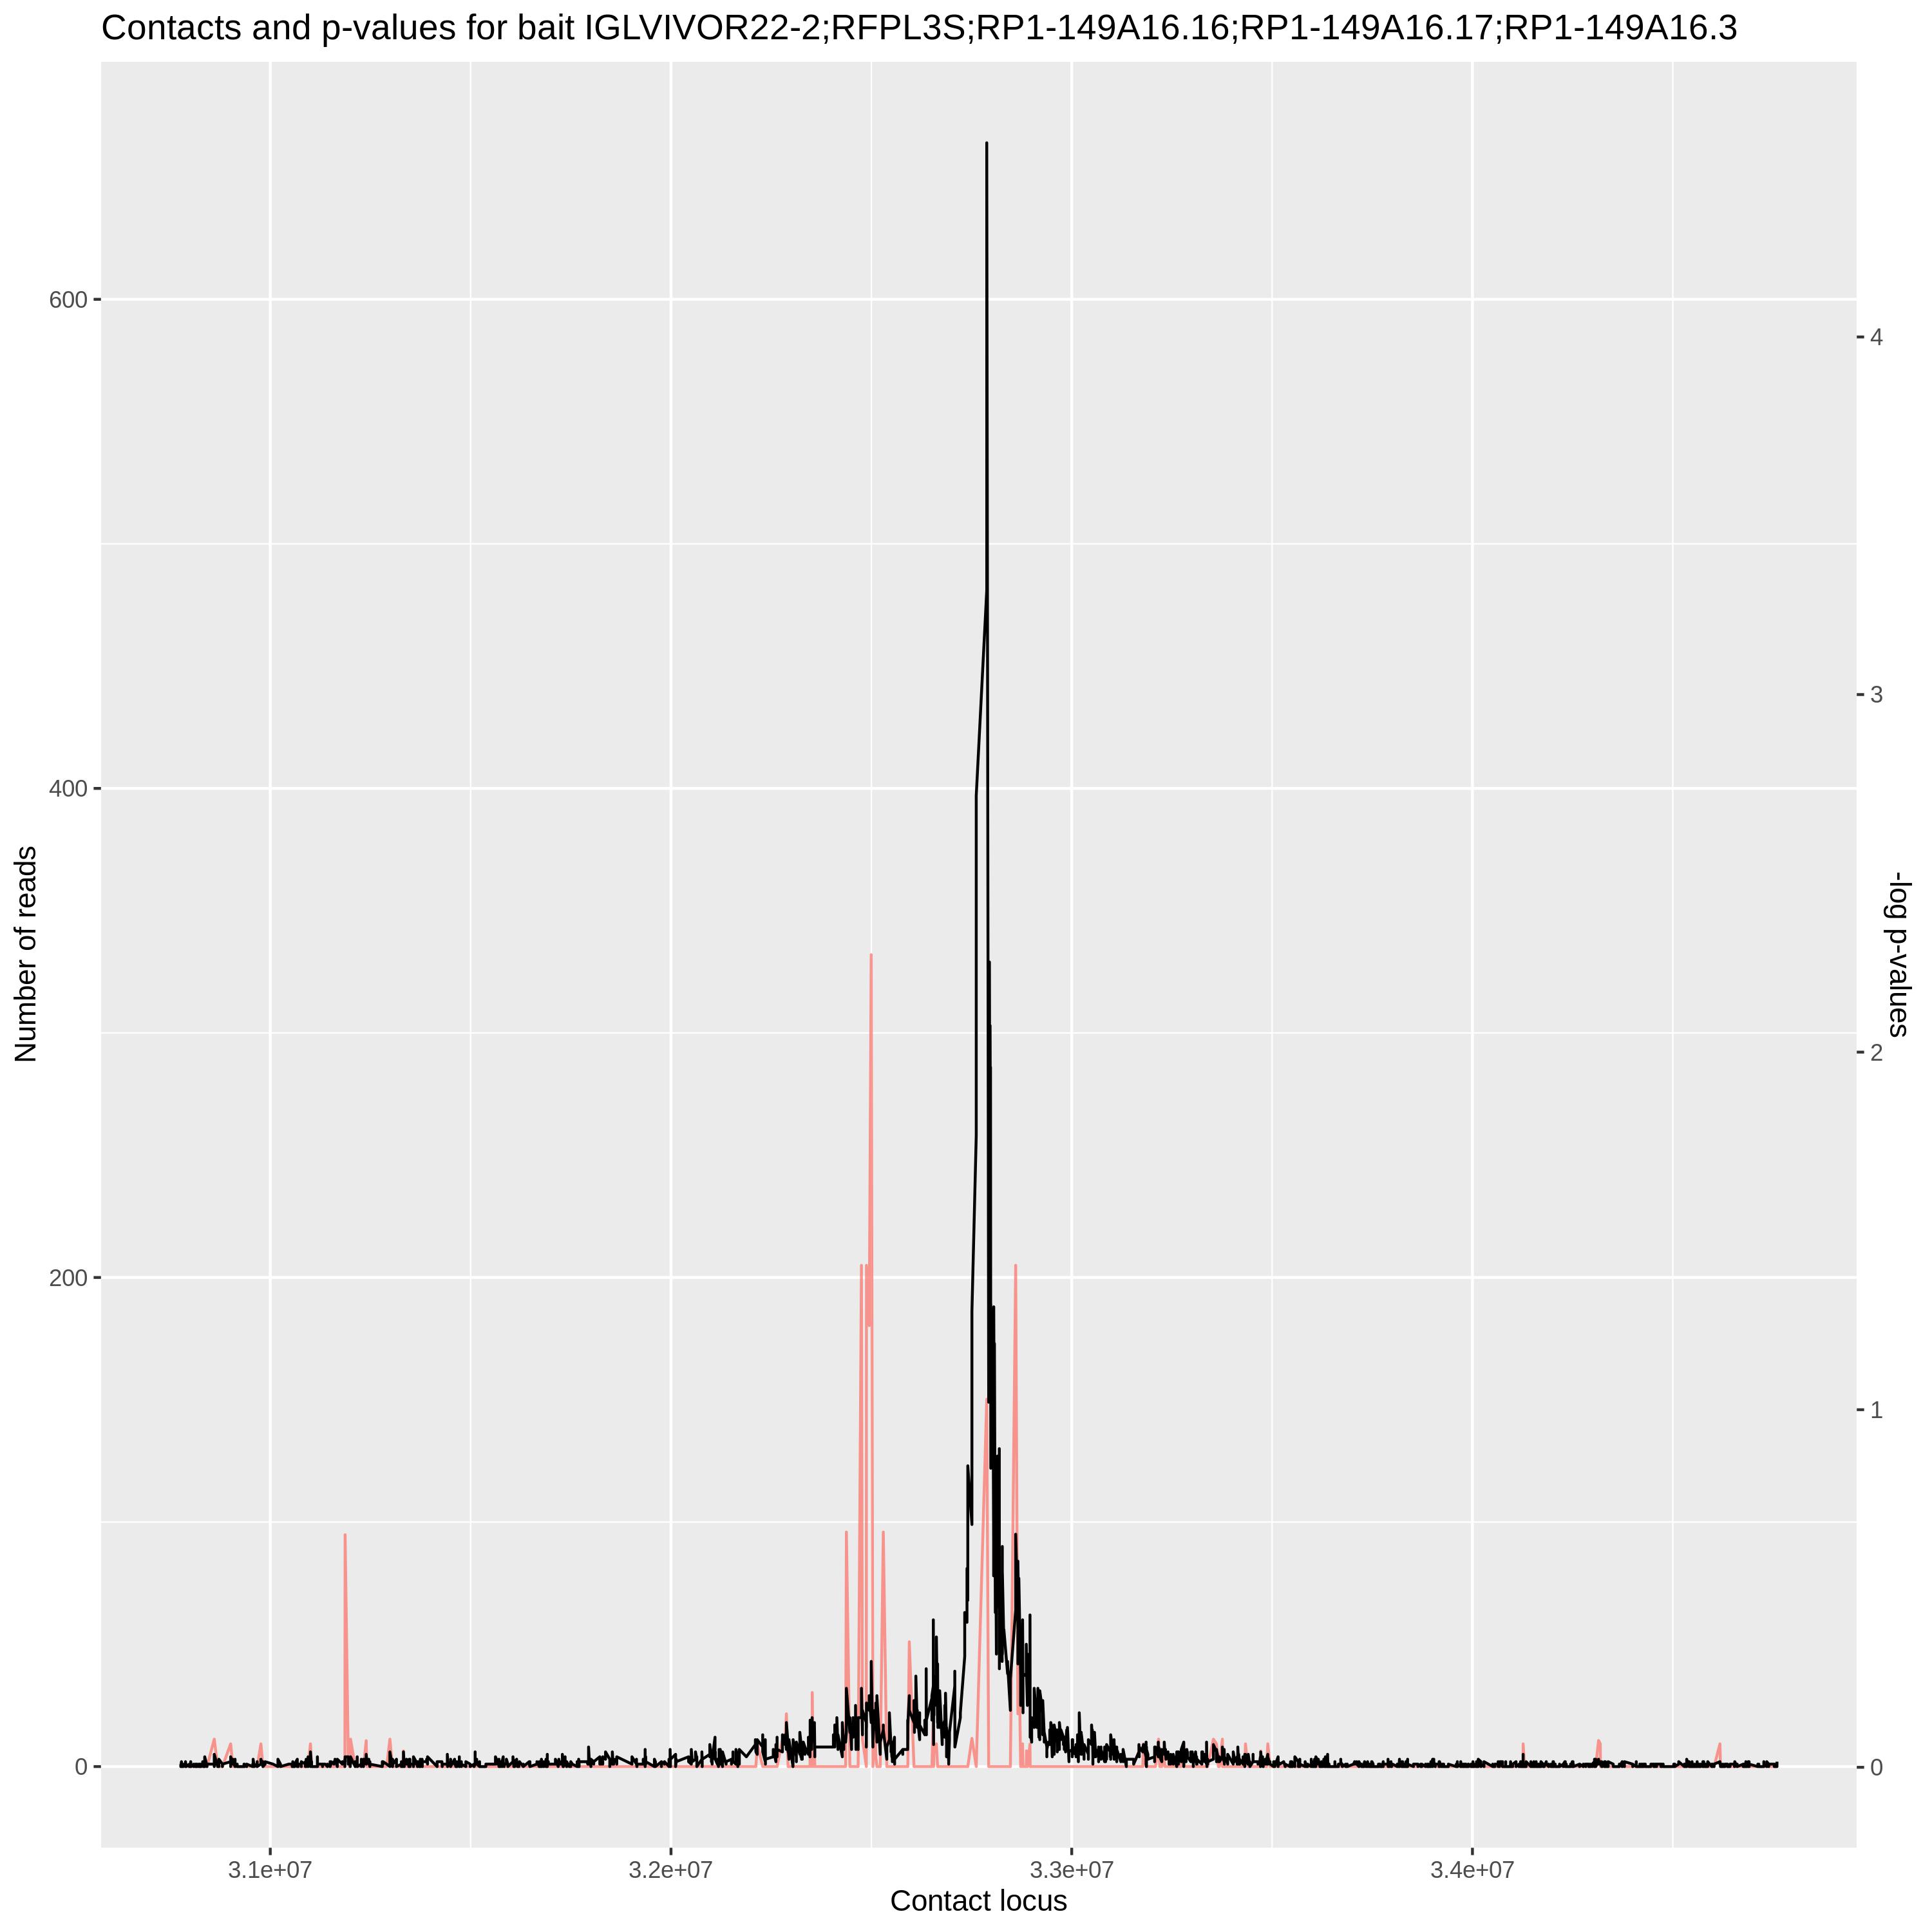 Contacts and p-values for bait IGLVIVOR22-2;RFPL3S;RP1-149A16.16;RP1-149A16.17;RP1-149A16.3
Number of reads
600
400
200
0
4
3
2
1
0
-log p-values
3.1e+07
3.2e+07
3.3e+07
3.4e+07
Contact locus